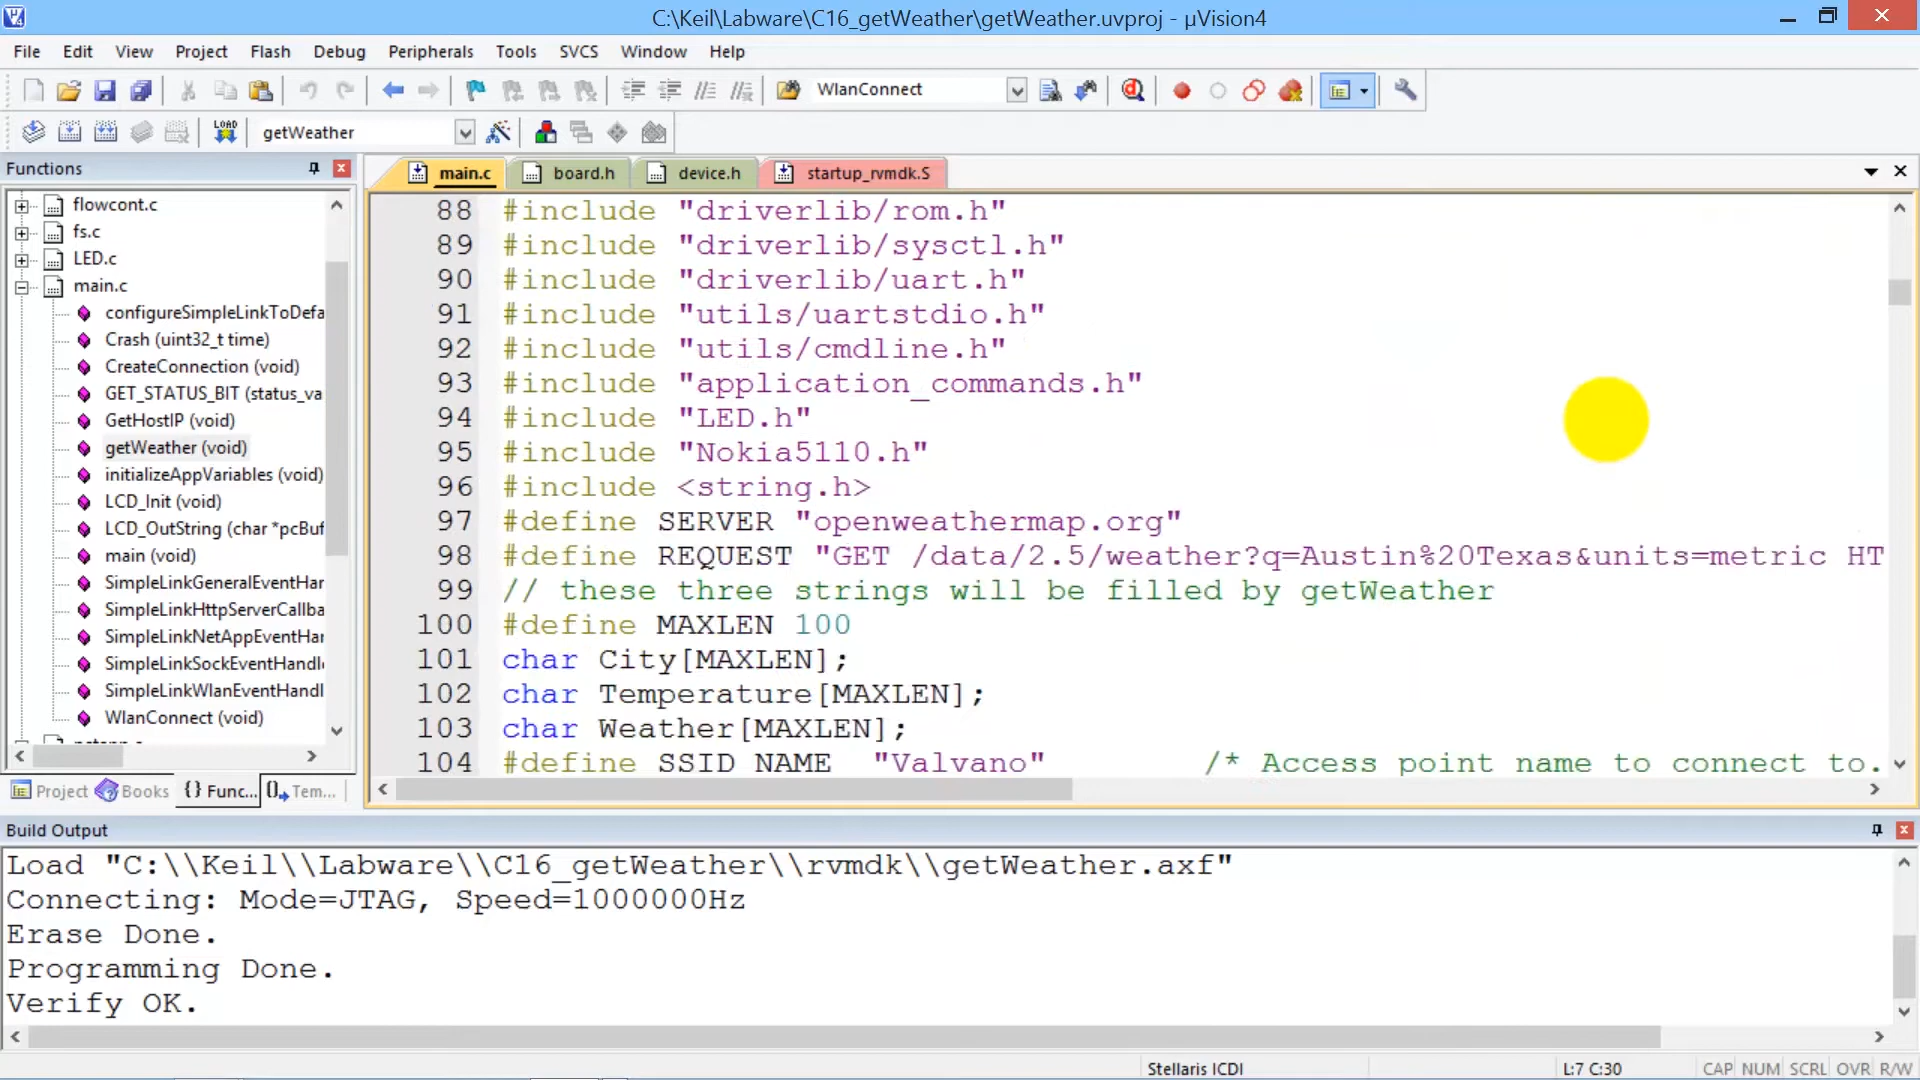 C:\Keil\Labware\C16_getWeather\getWeather.uvproj - µVision4
File Edit View Project Flash Debug Peripherals Tools SVCS Window Help
WlanConnect
LOAD
getWeather
Functions
main.c board.h device.h startup_rvmdk.S
flowcont.c
fs.c
LED.c
main.c
configureSimpleLinkToDefa
Crash (uint32_t time)
CreateConnection (void)
GET_STATUS_BIT (status_va
GetHostIP (void)
getWeather (void)
initializeAppVariables (void)
LCD_Init (void)
LCD_OutString (char *pcBuf
main (void)
SimpleLinkGeneralEventHar
SimpleLinkHttpServerCallba
SimpleLinkNetAppEventHar
SimpleLinkSockEventHandle
SimpleLinkWlanEventHandl
WlanConnect (void)
Project Books {} Func... Tem...
88 #include "driverlib/rom.h"
89 #include "driverlib/sysctl.h"
90 #include "driverlib/uart.h"
91 #include "utils/uartstdio.h"
92 #include "utils/cmdline.h"
93 #include "application_commands.h"
94 #include "LED.h"
95 #include "Nokia5110.h"
96 #include <string.h>
97 #define SERVER "openweathermap.org"
98 #define REQUEST "GET /data/2.5/weather?q=Austin%20Texas&units=metric HT
99 // these three strings will be filled by getWeather
100 #define MAXLEN 100
101 char City[MAXLEN];
102 char Temperature[MAXLEN];
103 char Weather[MAXLEN];
104 #define SSID_NAME "Valvano" /* Access point name to connect to.
Build Output
Load "C:\\Keil\\Labware\\C16_getWeather\\rvmdk\\getWeather.axf"
Connecting: Mode=JTAG, Speed=1000000Hz
Erase Done.
Programming Done.
Verify OK.
Stellaris ICDI L:7 C:30 CAP NUM SCRL OVR R/W